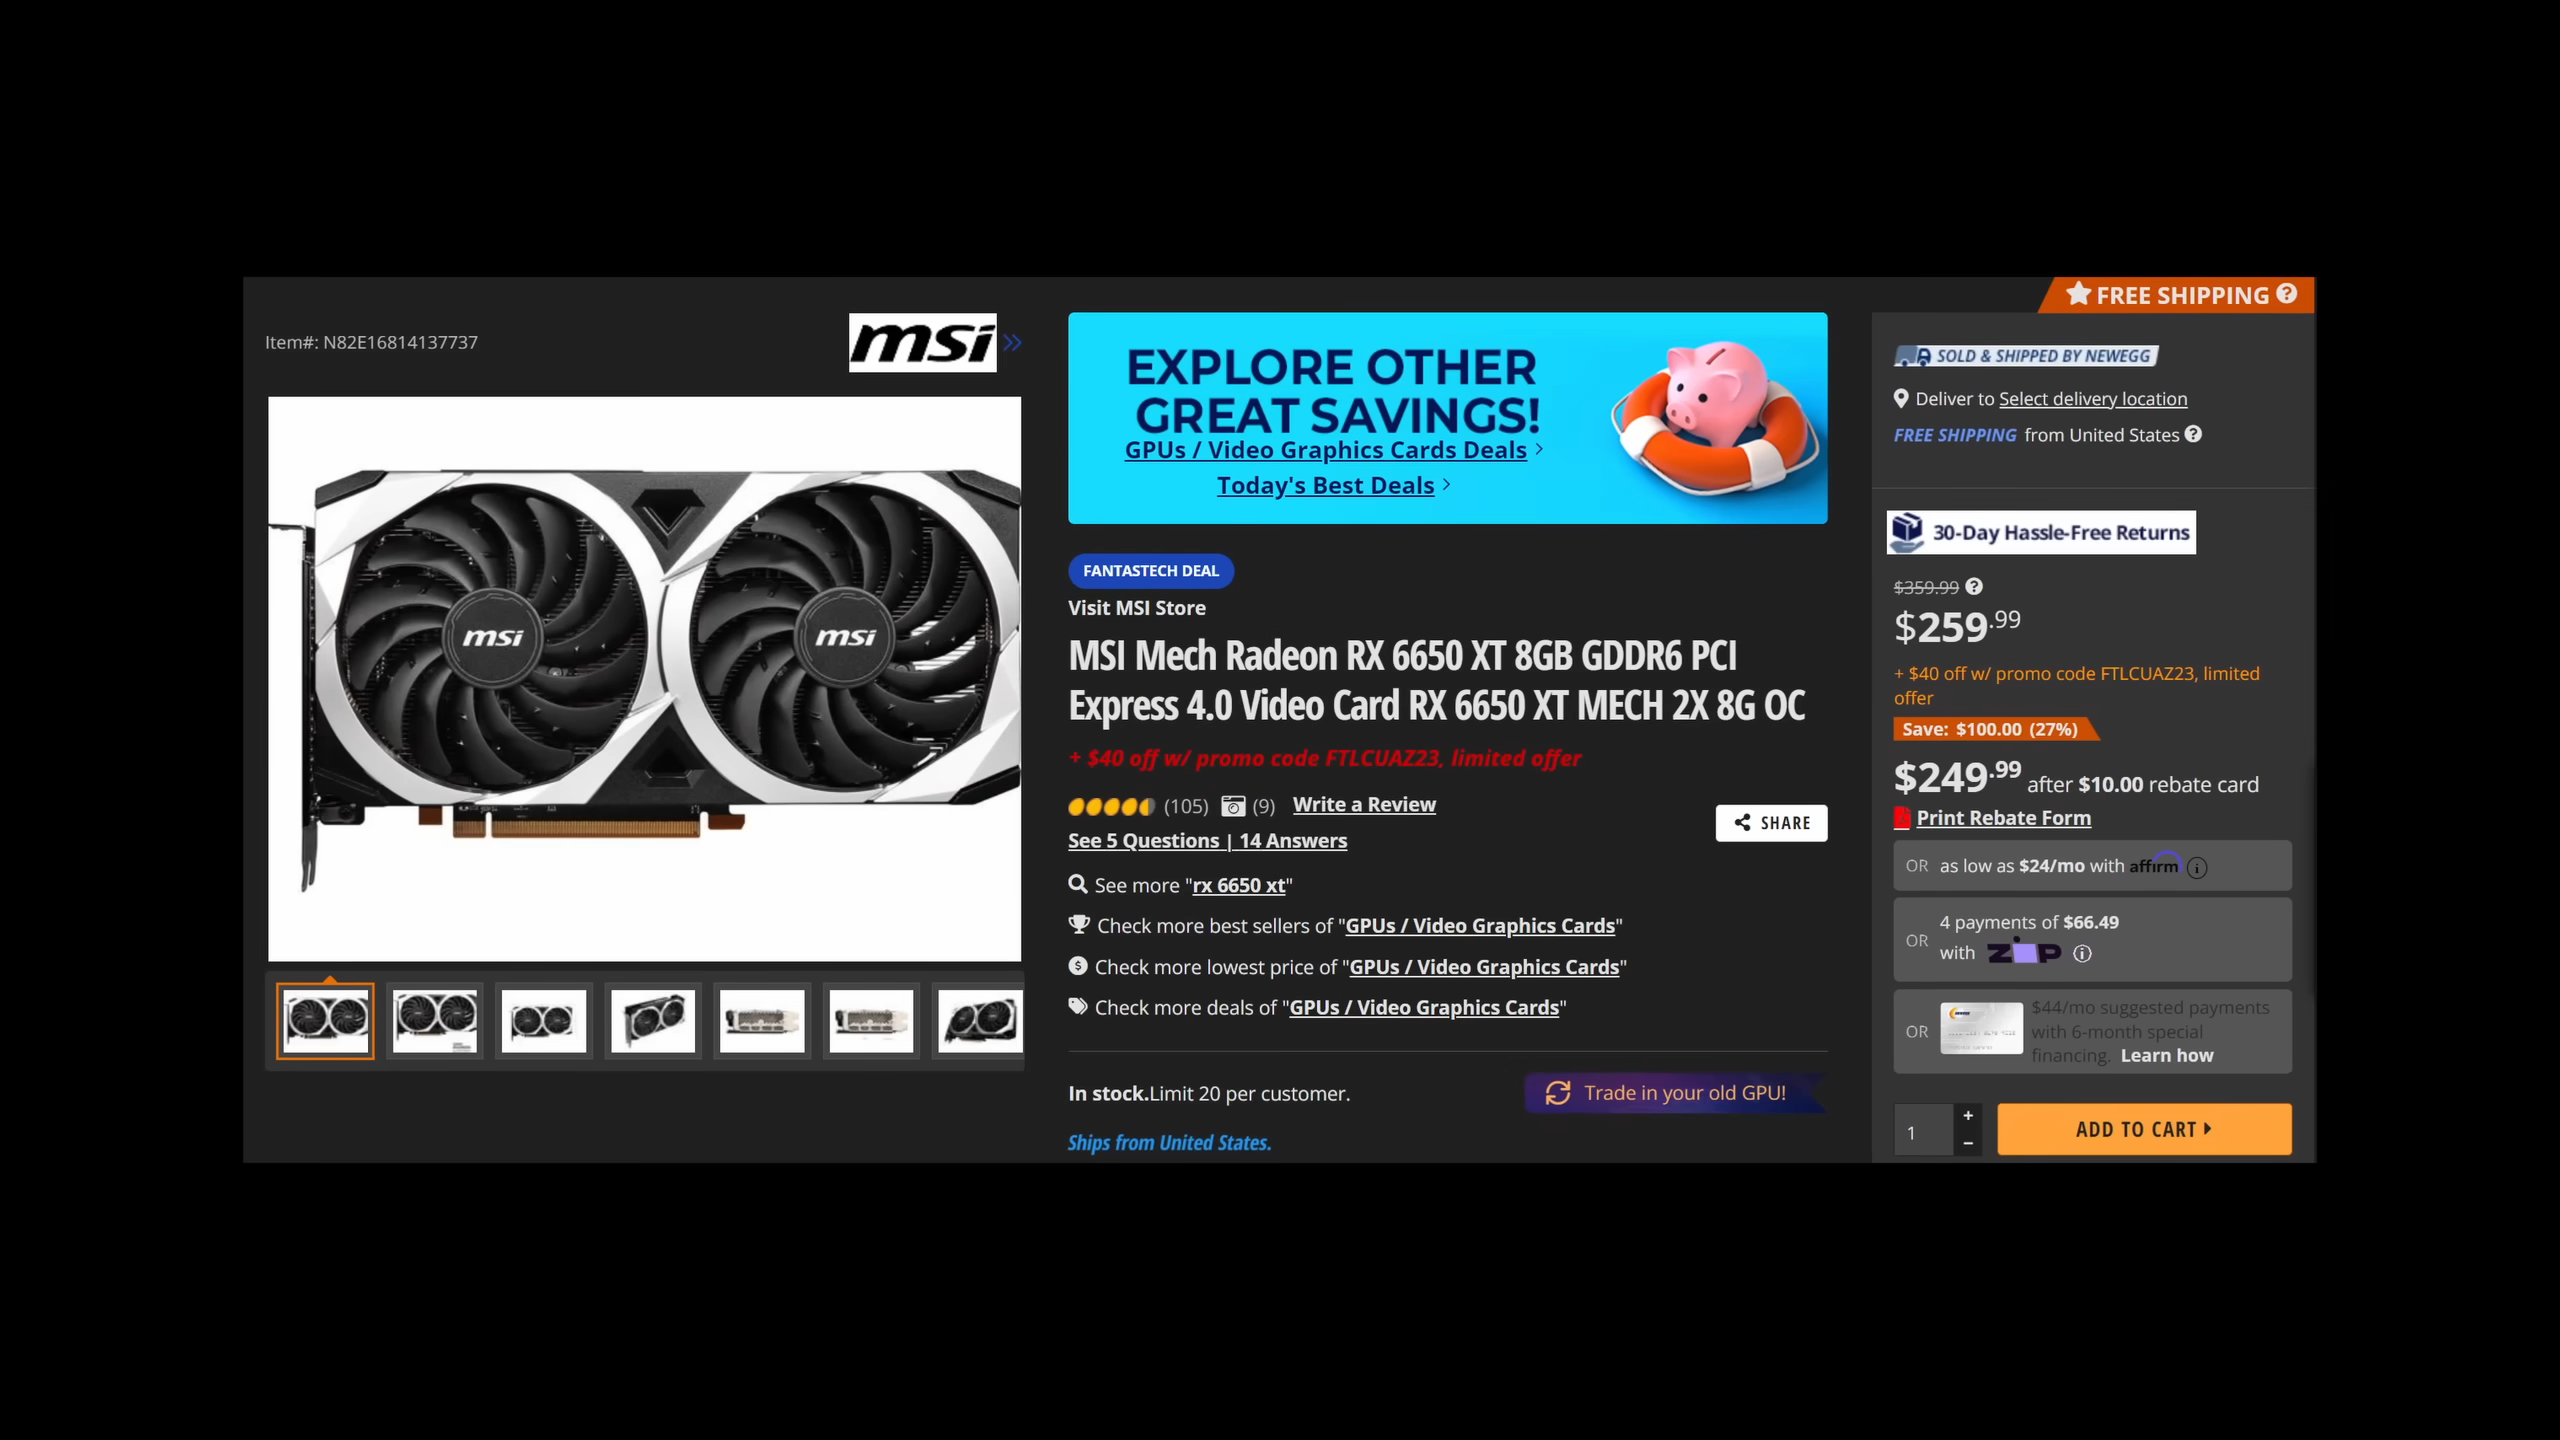 FREE SHIPPING
Item#: N82E16814137737
msi
msi
msi
EXPLORE OTHER
GREAT SAVINGS!
GPUs / Video Graphics Cards Deals
Today's Best Deals
FANTASTECH DEAL
Visit MSI Store
MSI Mech Radeon RX 6650 XT 8GB GDDR6 PCI
Express 4.0 Video Card RX 6650 XT MECH 2X 8G OC
+ $40 off w/ promo code FTLCUAZ23, limited offer
(105) (9) Write a Review
See 5 Questions | 14 Answers
SHARE
See more "rx 6650 xt"
Check more best sellers of "GPUs / Video Graphics Cards"
Check more lowest price of "GPUs / Video Graphics Cards"
Check more deals of "GPUs / Video Graphics Cards"
In stock.Limit 20 per customer.
Trade in your old GPU!
Ships from United States.
SOLD & SHIPPED BY NEWEGG
Deliver to Select delivery location
FREE SHIPPING from United States
30-Day Hassle-Free Returns
$359.99
$259.99
+ $40 off w/ promo code FTLCUAZ23, limited
offer
Save: $100.00 (27%)
$249.99 after $10.00 rebate card
Print Rebate Form
OR as low as $24/mo with affirm
OR 4 payments of $66.49
with ZIP
OR $44/mo suggested payments
with 6-month special
financing. Learn how
1 + −
ADD TO CART